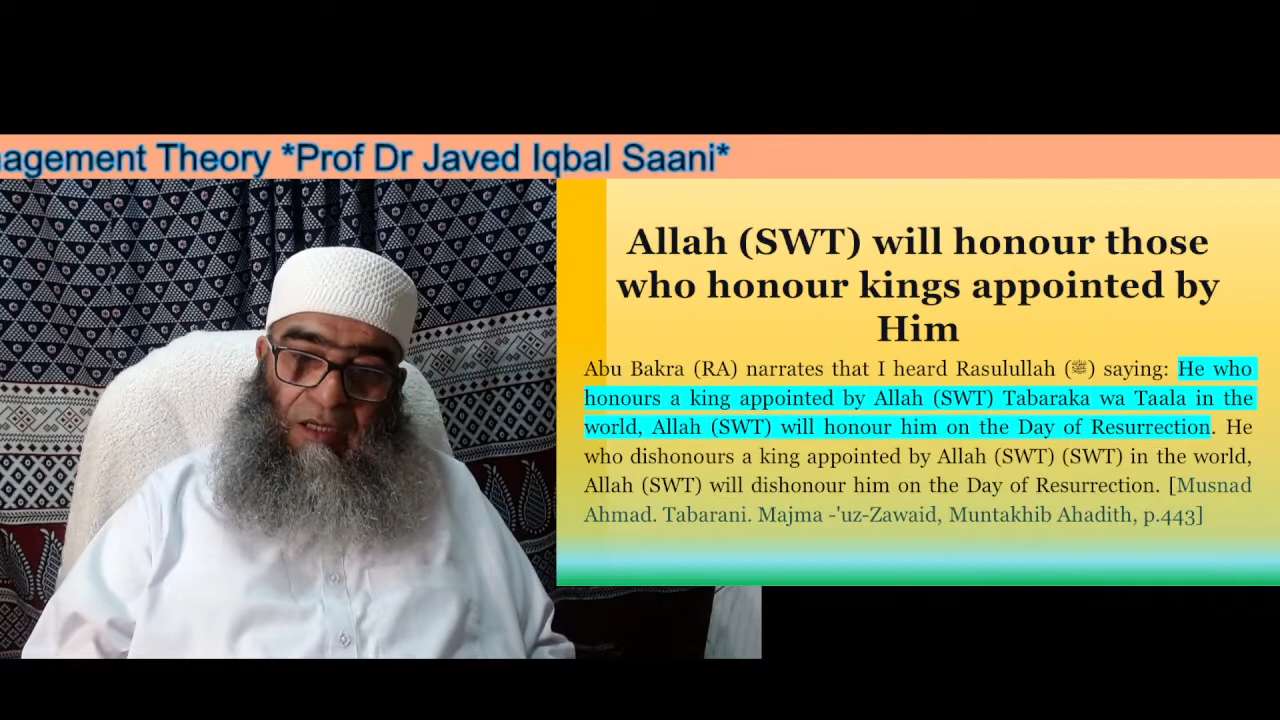 agement Theory *Prof Dr Javed Iqbal Saani*
Allah (SWT) will honour those
who honour kings appointed by
Him
Abu Bakra (RA) narrates that I heard Rasulullah (ﷺ) saying: He who
honours a king appointed by Allah (SWT) Tabaraka wa Taala in the
world, Allah (SWT) will honour him on the Day of Resurrection. He
who dishonours a king appointed by Allah (SWT) (SWT) in the world,
Allah (SWT) will dishonour him on the Day of Resurrection. [Musnad
Ahmad. Tabarani. Majma -'uz-Zawaid, Muntakhib Ahadith, p.443]